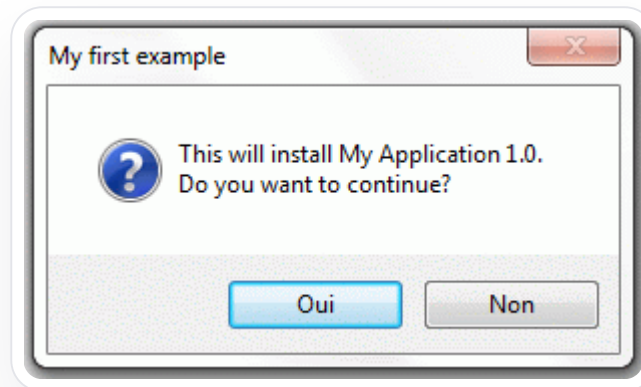 My first example
This will install My Application 1.0.
Do you want to continue?
Oui
Non